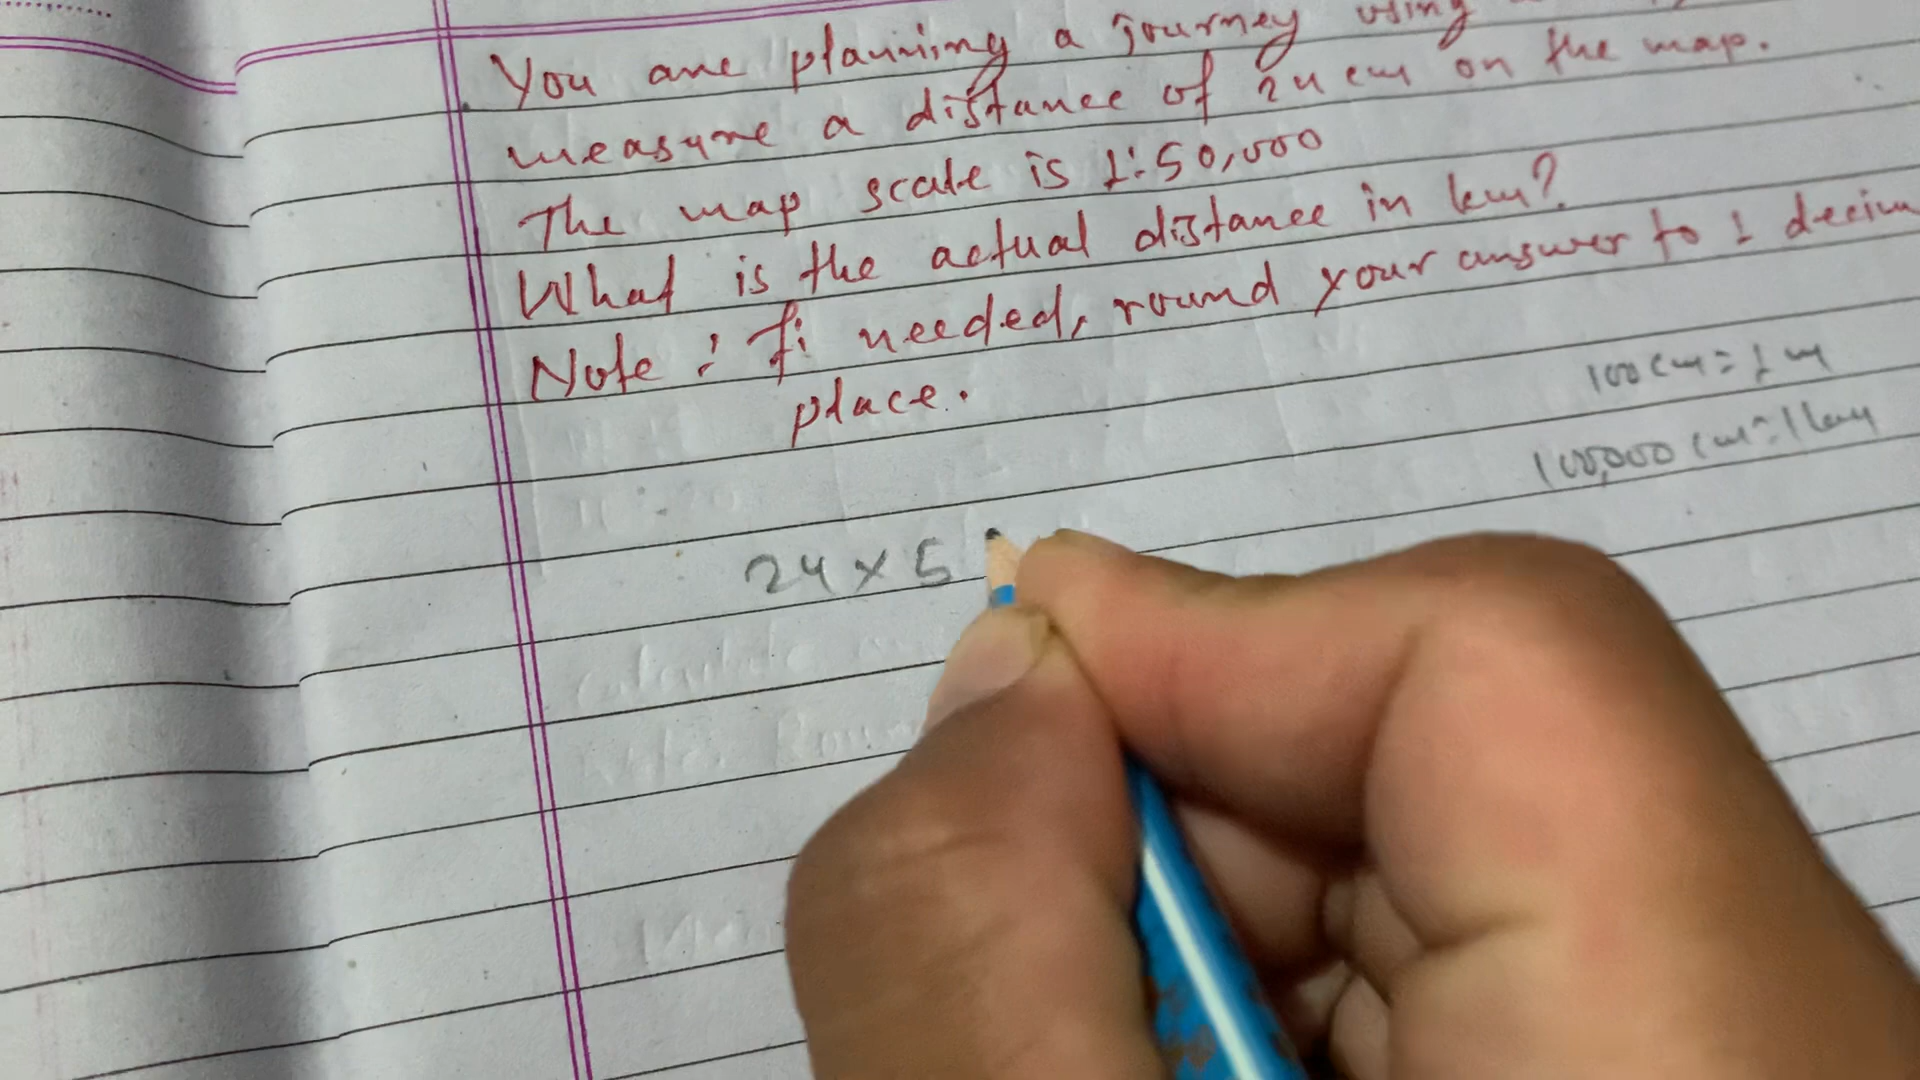 You are planning a journey using
measure a distance of 24 cm on the map.
The map scale is 1:50,000
What is the actual distance in km?
Note : If needed, round your answer to 1
place.
100 cm = 1 m
100,000 cm = 1 km
24 x 5